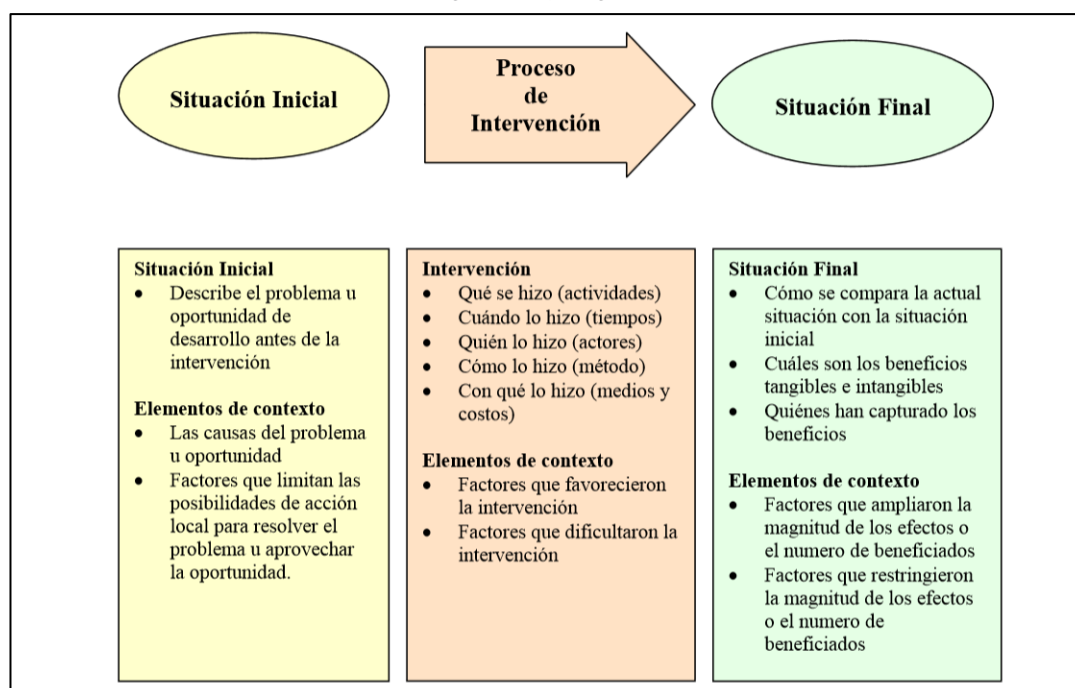 Situación Inicial
Proceso
de
Intervención
Situación Final
Situación Inicial
• Describe el problema u
oportunidad de
desarrollo antes de la
intervención
Elementos de contexto
• Las causas del problema
u oportunidad
• Factores que limitan las
posibilidades de acción
local para resolver el
problema u aprovechar
la oportunidad.
Intervención
• Qué se hizo (actividades)
• Cuándo lo hizo (tiempos)
• Quién lo hizo (actores)
• Cómo lo hizo (método)
• Con qué lo hizo (medios y
costos)
Elementos de contexto
• Factores que favorecieron
la intervención
• Factores que dificultaron la
intervención
Situación Final
• Cómo se compara la actual
situación con la situación
inicial
• Cuáles son los beneficios
tangibles e intangibles
• Quiénes han capturado los
beneficios
Elementos de contexto
• Factores que ampliaron la
magnitud de los efectos o
el numero de beneficiados
• Factores que restringieron
la magnitud de los efectos
o el numero de
beneficiados